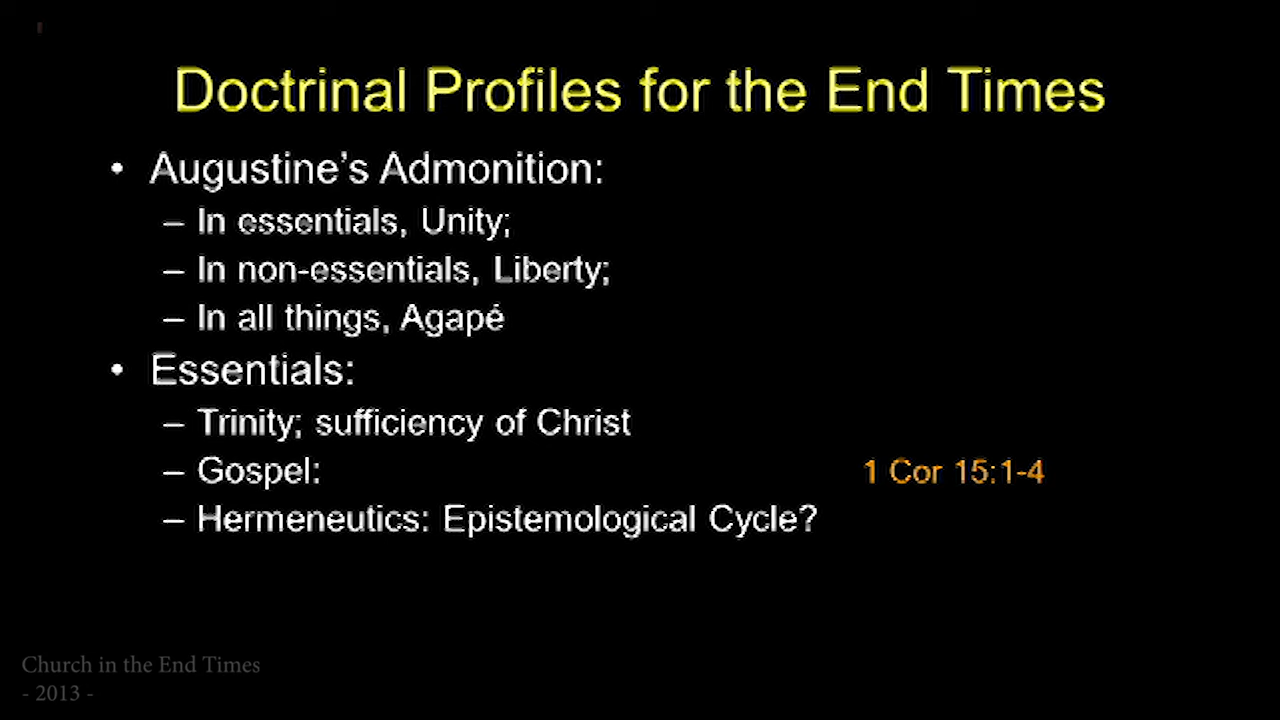 Doctrinal Profiles for the End Times
• Augustine's Admonition:
– In essentials, Unity;
– In non-essentials, Liberty;
– In all things, Agapé
• Essentials:
– Trinity; sufficiency of Christ
– Gospel: 1 Cor 15:1-4
– Hermeneutics: Epistemological Cycle?
Church in the End Times
- 2013 -